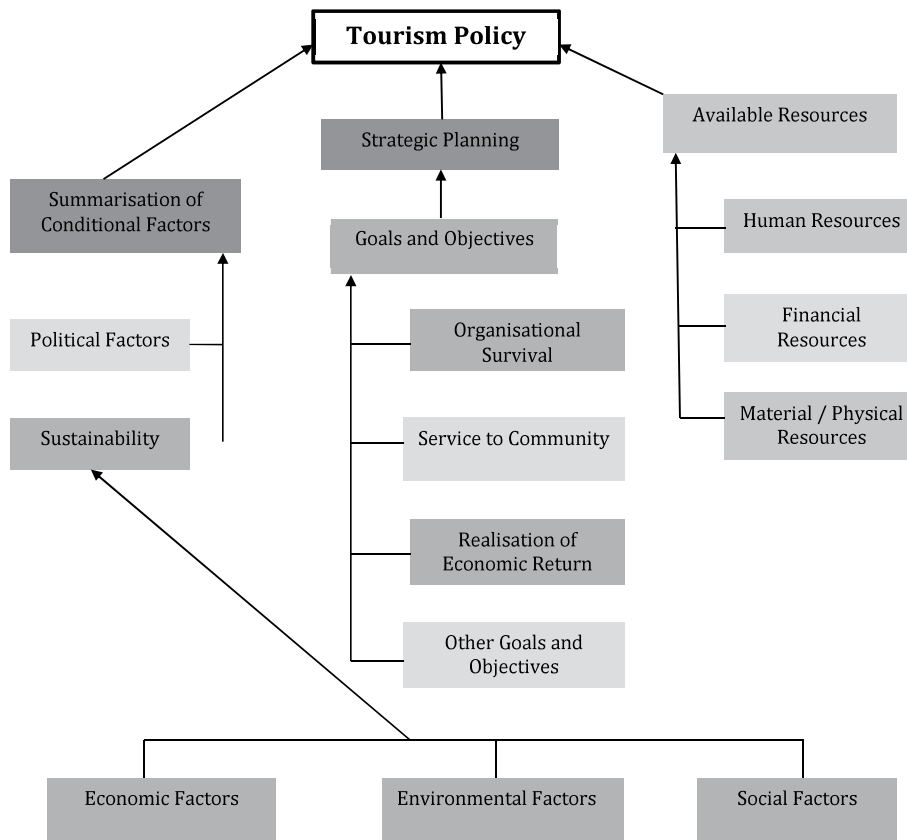 Tourism Policy
Available Resources
Strategic Planning
Summarisation of
Conditional Factors
Human Resources
Goals and Objectives
Financial
Resources
Organisational
Survival
Political Factors
Material / Physical
Resources
Sustainability
Service to Community
Realisation of
Economic Return
Other Goals and
Objectives
Economic Factors
Environmental Factors
Social Factors